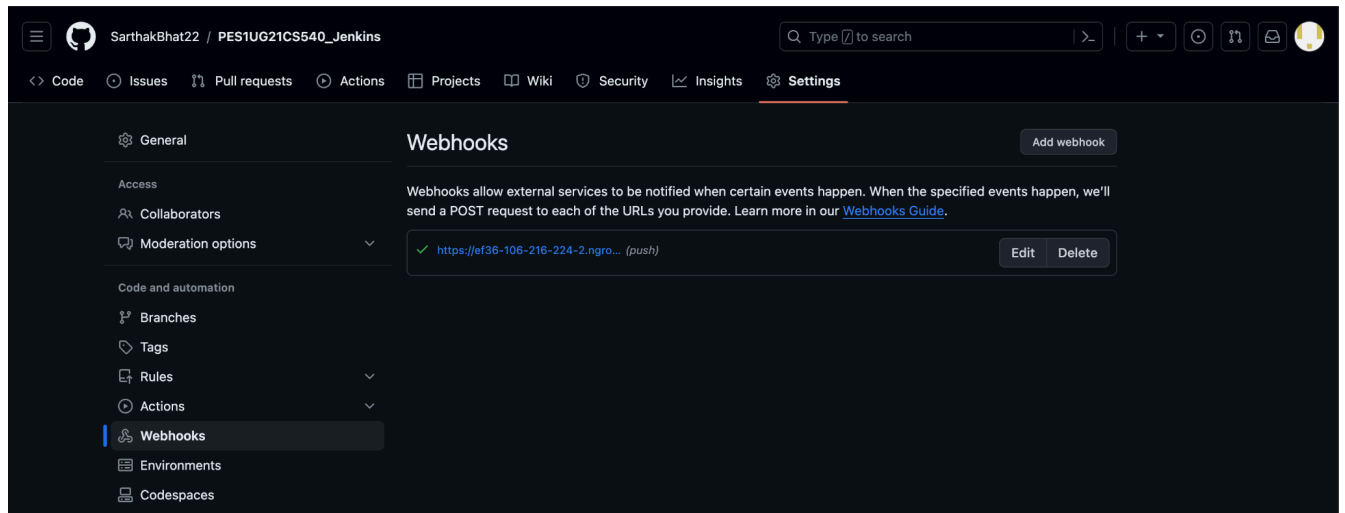 SarthakBhat22 / PES1UG21CS540_Jenkins
Type / to search
Code Issues Pull requests Actions Projects Wiki Security Insights Settings
General
Access
Collaborators
Moderation options
Code and automation
Branches
Tags
Rules
Actions
Webhooks
Environments
Codespaces
Webhooks
Add webhook
Webhooks allow external services to be notified when certain events happen. When the specified events happen, we'll
send a POST request to each of the URLs you provide. Learn more in our Webhooks Guide.
https://ef36-106-216-224-2.ngro... (push)
Edit Delete